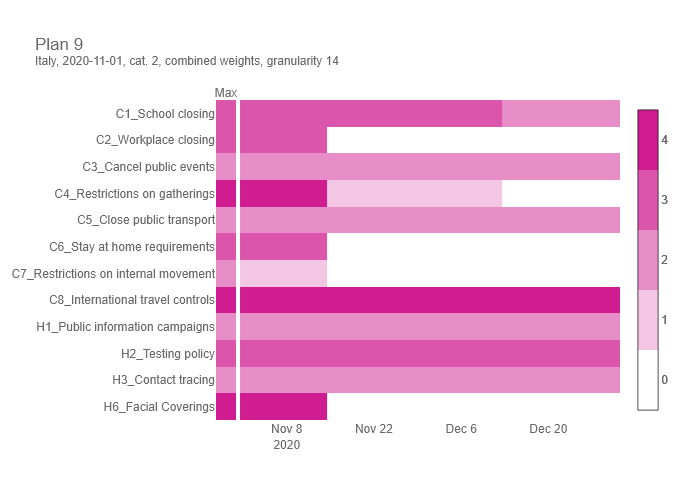 Plan 9
Italy, 2020-11-01, cat. 2, combined weights, granularity 14
Max
C1_School closing
C2_Workplace closing
C3_Cancel public events
C4_Restrictions on gatherings
C5_Close public transport
C6_Stay at home requirements
C7_Restrictions on internal movement
C8_International travel controls
H1_Public information campaigns
H2_Testing policy
H3_Contact tracing
H6_Facial Coverings
Nov 8
2020
Nov 22
Dec 6
Dec 20
4
3
2
1
0